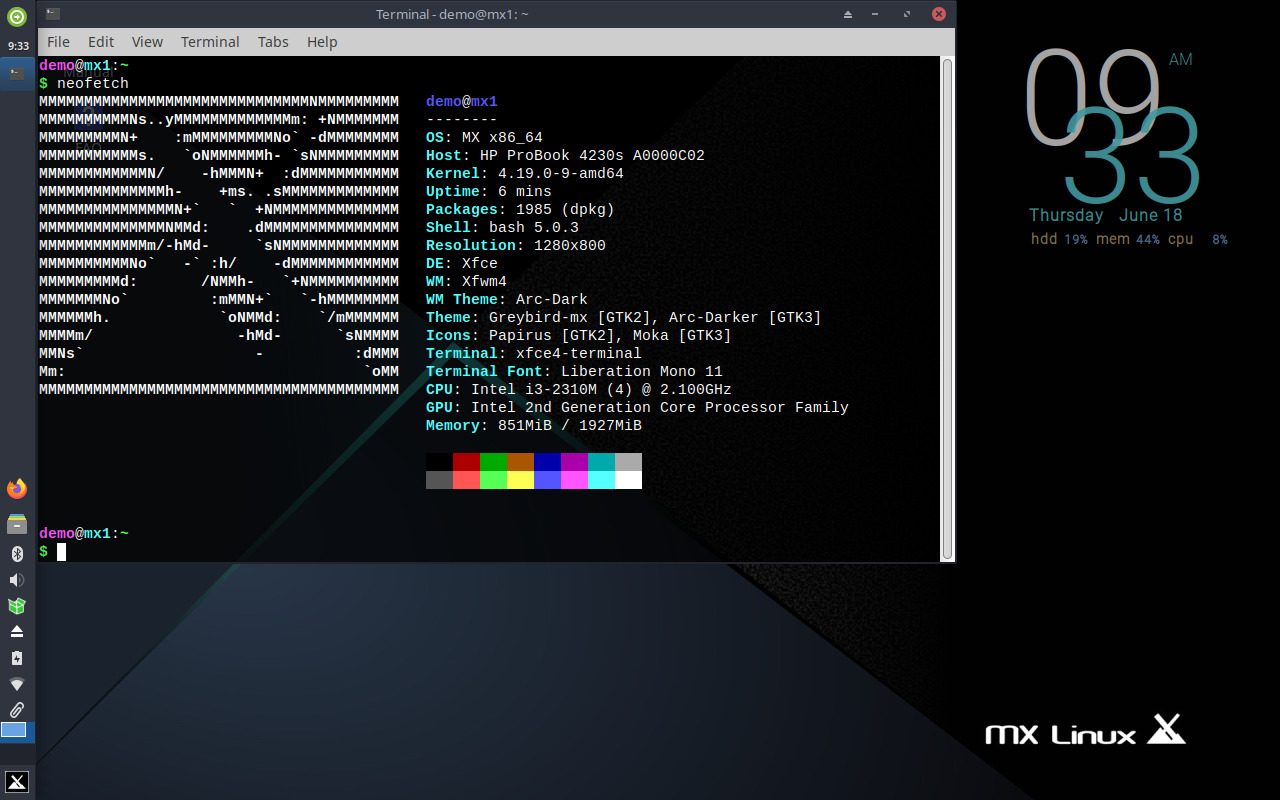 Terminal - demo@mx1: ~
9:33
File Edit View Terminal Tabs Help
demo@mx1:~
Manual
$ neofetch
FAQ
MMMMMMMMMMMMMMMMMMMMMMMMMMMMMMNMMMMMMMMM
MMMMMMMMMMNs..yMMMMMMMMMMMMMm: +NMMMMMMM
MMMMMMMMMN+    :mMMMMMMMMMNo` -dMMMMMMMM
MMMMMMMMMMMs.   `oNMMMMMMh- `sNMMMMMMMMM
MMMMMMMMMMMMN/    -hMMMN+  :dMMMMMMMMMMM
MMMMMMMMMMMMMMh-    +ms. .sMMMMMMMMMMMMM
MMMMMMMMMMMMMMMN+`   `  +NMMMMMMMMMMMMMM
MMMMMMMMMMMMMMNMMd:    .dMMMMMMMMMMMMMMM
MMMMMMMMMMMMm/-hMd-     `sNMMMMMMMMMMMMM
MMMMMMMMMMNo`   -` :h/    -dMMMMMMMMMMMM
MMMMMMMMMd:       /NMMh-   `+NMMMMMMMMMM
MMMMMMMNo`         :mMMN+`   `-hMMMMMMMM
MMMMMMh.            `oNMMd:    `/mMMMMMM
MMMMm/                -hMd-      `sNMMMM
MMNs`                   -          :dMMM
Mm:                                 `oMM
MMMMMMMMMMMMMMMMMMMMMMMMMMMMMMMMMMMMMMMM
demo@mx1
--------
OS: MX x86_64
Host: HP ProBook 4230s A0000C02
Kernel: 4.19.0-9-amd64
Uptime: 6 mins
Packages: 1985 (dpkg)
Shell: bash 5.0.3
Resolution: 1280x800
DE: Xfce
WM: Xfwm4
WM Theme: Arc-Dark
Theme: Greybird-mx [GTK2], Arc-Darker [GTK3]
Icons: Papirus [GTK2], Moka [GTK3]
Terminal: xfce4-terminal
Terminal Font: Liberation Mono 11
CPU: Intel i3-2310M (4) @ 2.100GHz
GPU: Intel 2nd Generation Core Processor Family
Memory: 851MiB / 1927MiB
demo@mx1:~
$
09 AM
33
Thursday June 18
hdd 19% mem 44% cpu 8%
MX Linux